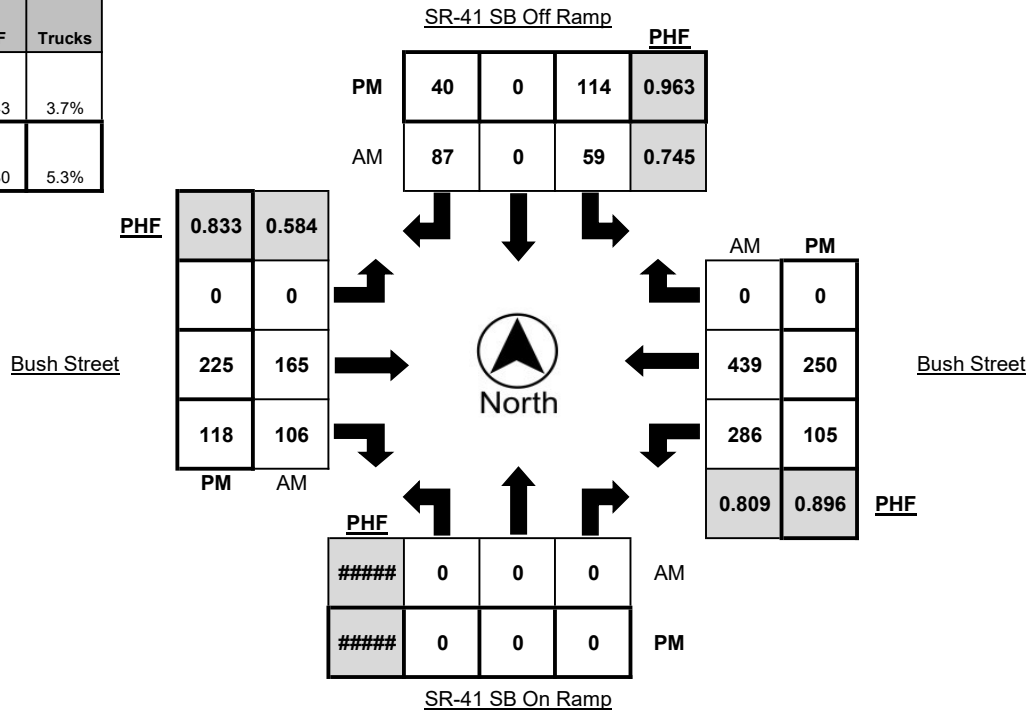 SR-41 SB Off Ramp
PHF
Trucks
PM 40 0 114 0.963
3.7%
AM 87 0 59 0.745
5.3%
PHF 0.833 0.584
AM PM
0 0
0 0
Bush Street 225 165
439 250 Bush Street
North
118 106
286 105
PM AM
0.809 0.896 PHF
PHF
##### 0 0 0 AM
##### 0 0 0 PM
SR-41 SB On Ramp